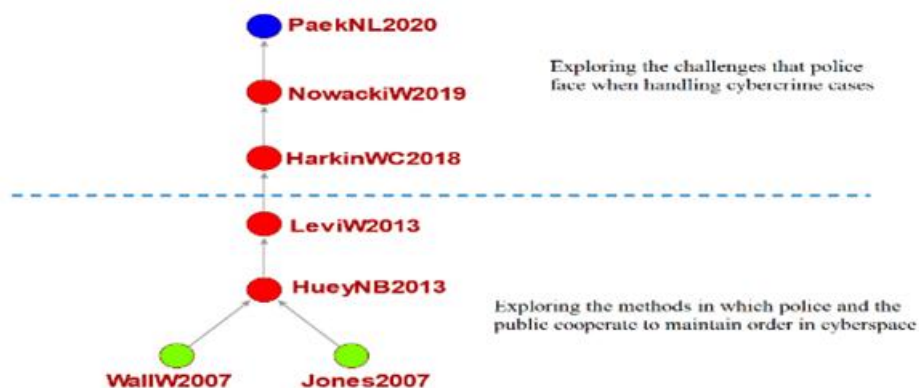 PaekNL2020
Exploring the challenges that police
face when handling cybercrime cases
NowackiW2019
HarkinWC2018
LeviW2013
HueyNB2013
Exploring the methods in which police and the
public cooperate to maintain order in cyberspace
WallW2007
Jones2007